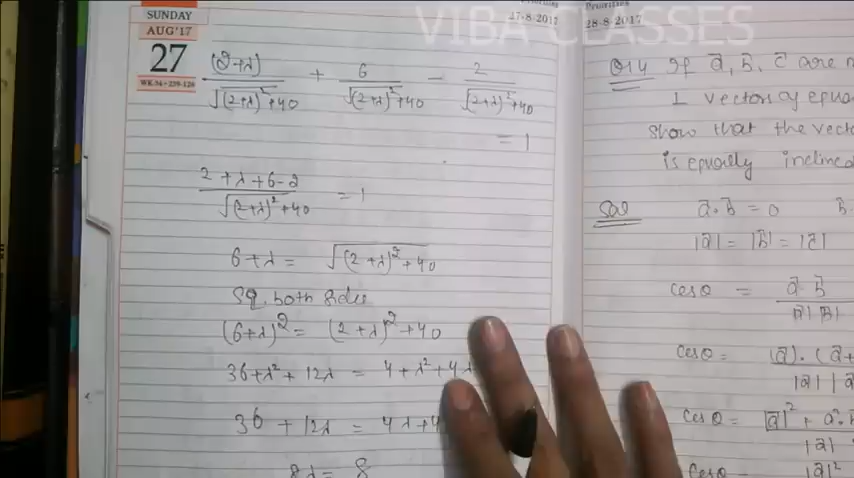 VIBA CLASSES
SUNDAY
AUG'17
27
WK.34•239-126
(2+λ)/√(2+λ)²+40 + 6/√(2+λ)²+40 - 2/√(2+λ)²+40
= 1
2+λ+6-2/√(2+λ)²+40 = 1
6+λ = √(2+λ)²+40
Sq. both sides
(6+λ)² = (2+λ)²+40
36+λ²+12λ = 4+λ²+4λ
36+12λ = 4λ+4
8λ = 8
27-8-2017
Priorities
28-8-2017
Q14 If a⃗, b⃗, c⃗ are
⊥ vectors of equa
show that the vect
is equally inclined
Sol a⃗.b⃗ = 0 b⃗
|a⃗| = |b⃗| = |c⃗|
cosθ = a⃗.b⃗/|a⃗||b⃗|
cosθ = (a⃗).(a⃗+/|a⃗||a⃗
cosθ = |a⃗|²+a⃗.b⃗/|a⃗|
cosθ = |a⃗|²